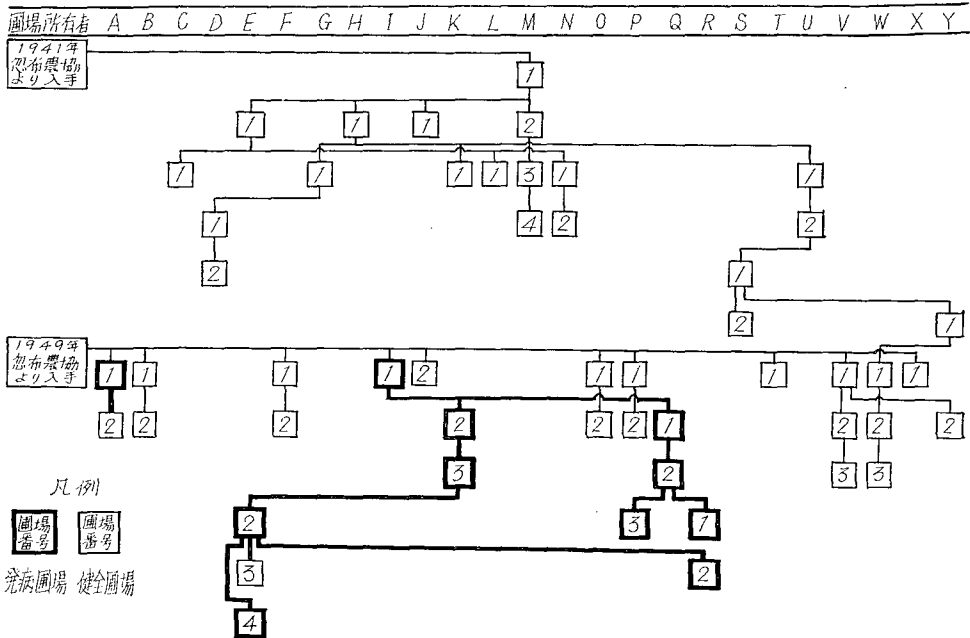 圃場所有者 A B C D E F G H I J K L M N O P Q R S T U V W X Y
1941年
忽布農協
より入手
1
1 1 1 2
1 1 1 1 3 1 1
1 4 2 2
2 1
2 1
1949年
忽布農協
より入手
1 1 1 1 2 1 1 1 1 1 1
2 2 2 2 2 2 1 2 2 2
3 2 3 3
凡例
圃場
番号
圃場
番号
2 3 1
3 2
発病圃場 健全圃場
4